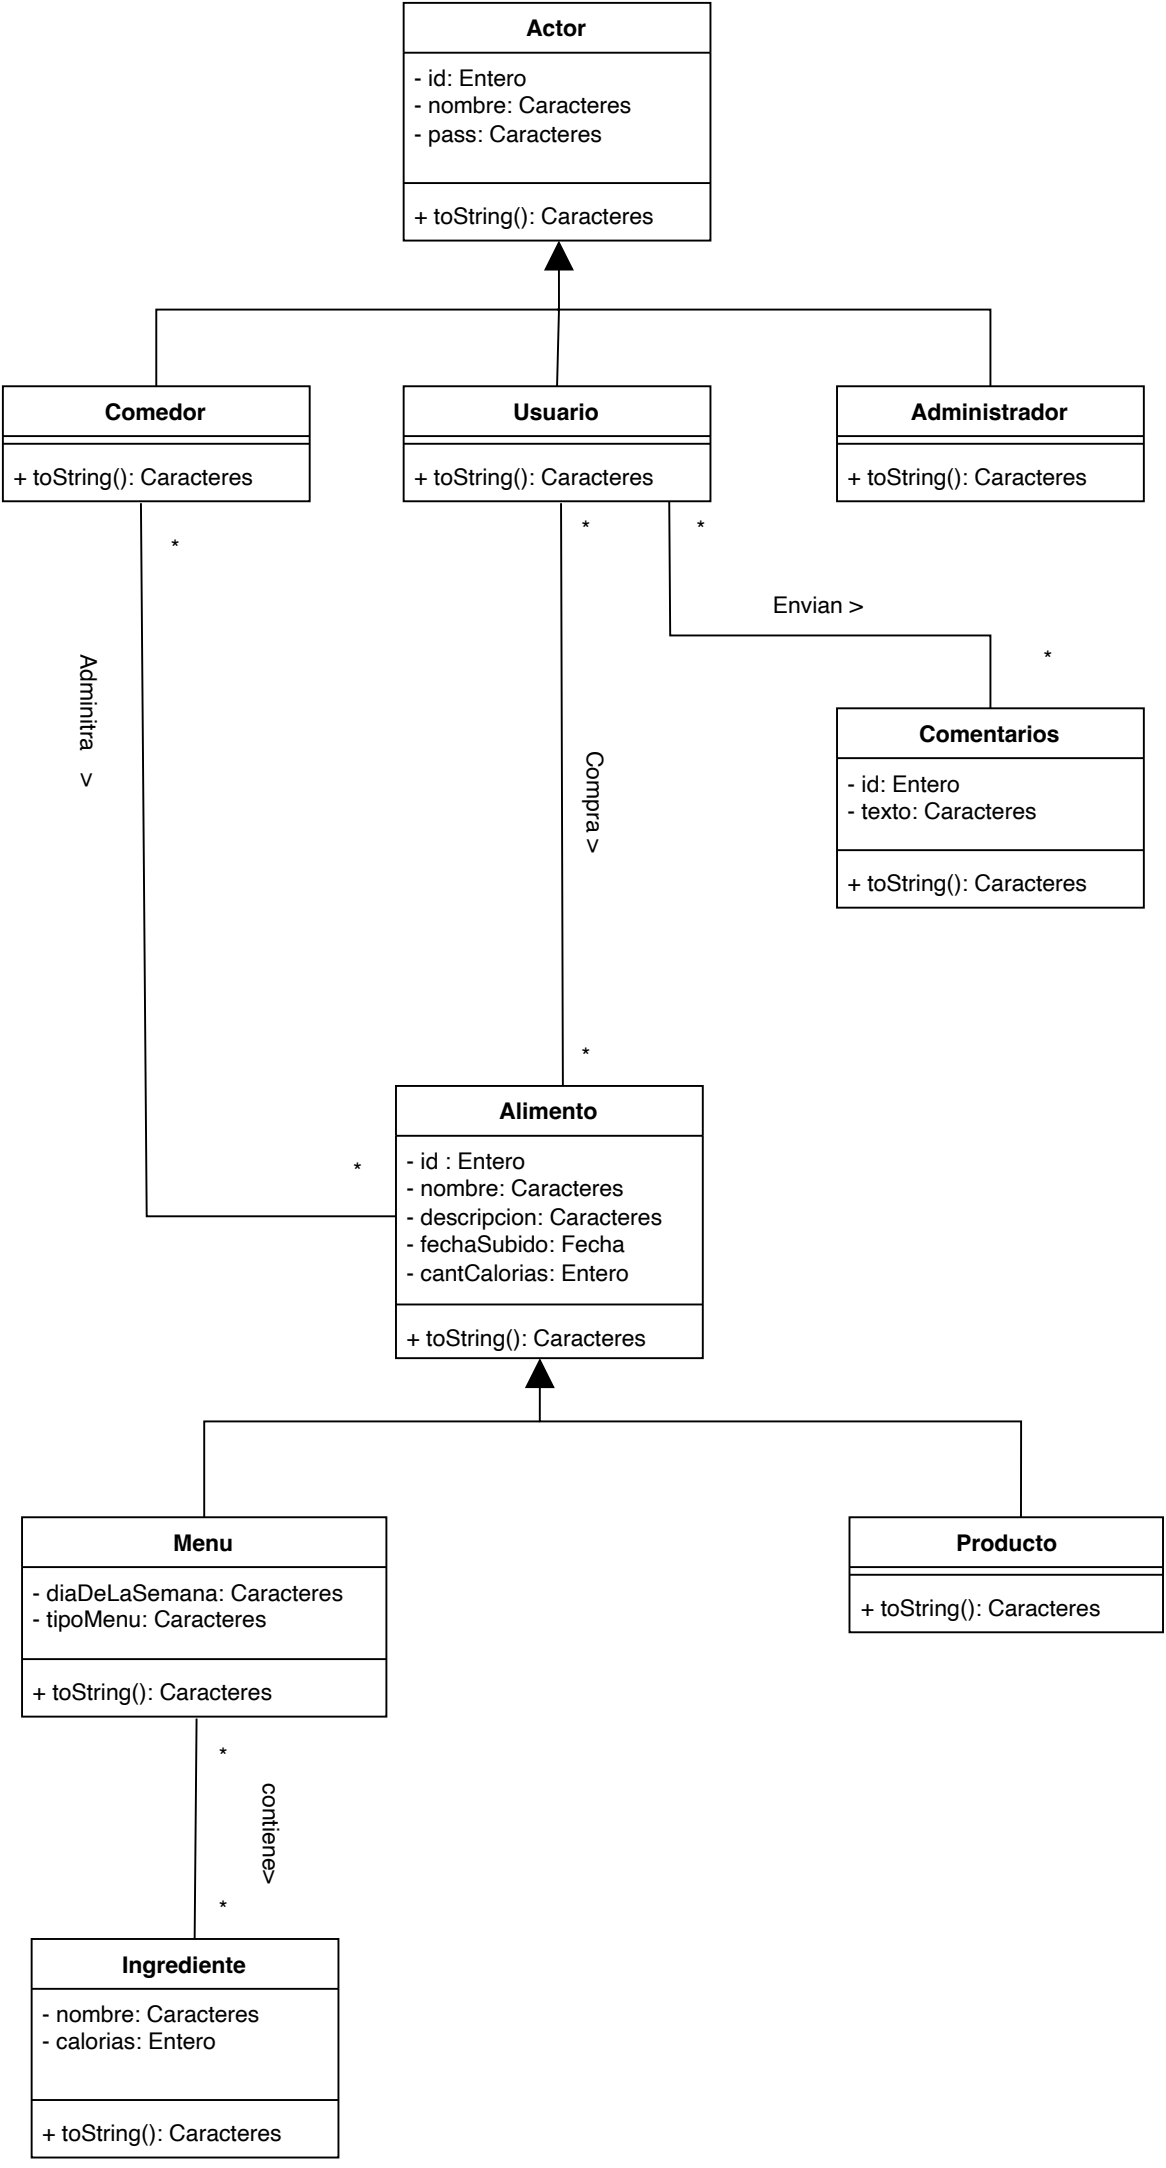 Actor
- id: Entero
- nombre: Caracteres
- pass: Caracteres
+ toString(): Caracteres
Comedor
+ toString(): Caracteres
Usuario
+ toString(): Caracteres
Administrador
+ toString(): Caracteres
*
*
*
Envian >
*
Adminitra >
Compra >
Comentarios
- id: Entero
- texto: Caracteres
+ toString(): Caracteres
*
*
Alimento
- id : Entero
- nombre: Caracteres
- descripcion: Caracteres
- fechaSubido: Fecha
- cantCalorias: Entero
+ toString(): Caracteres
Menu
- diaDeLaSemana: Caracteres
- tipoMenu: Caracteres
+ toString(): Caracteres
Producto
+ toString(): Caracteres
*
contiene>
*
Ingrediente
- nombre: Caracteres
- calorias: Entero
+ toString(): Caracteres